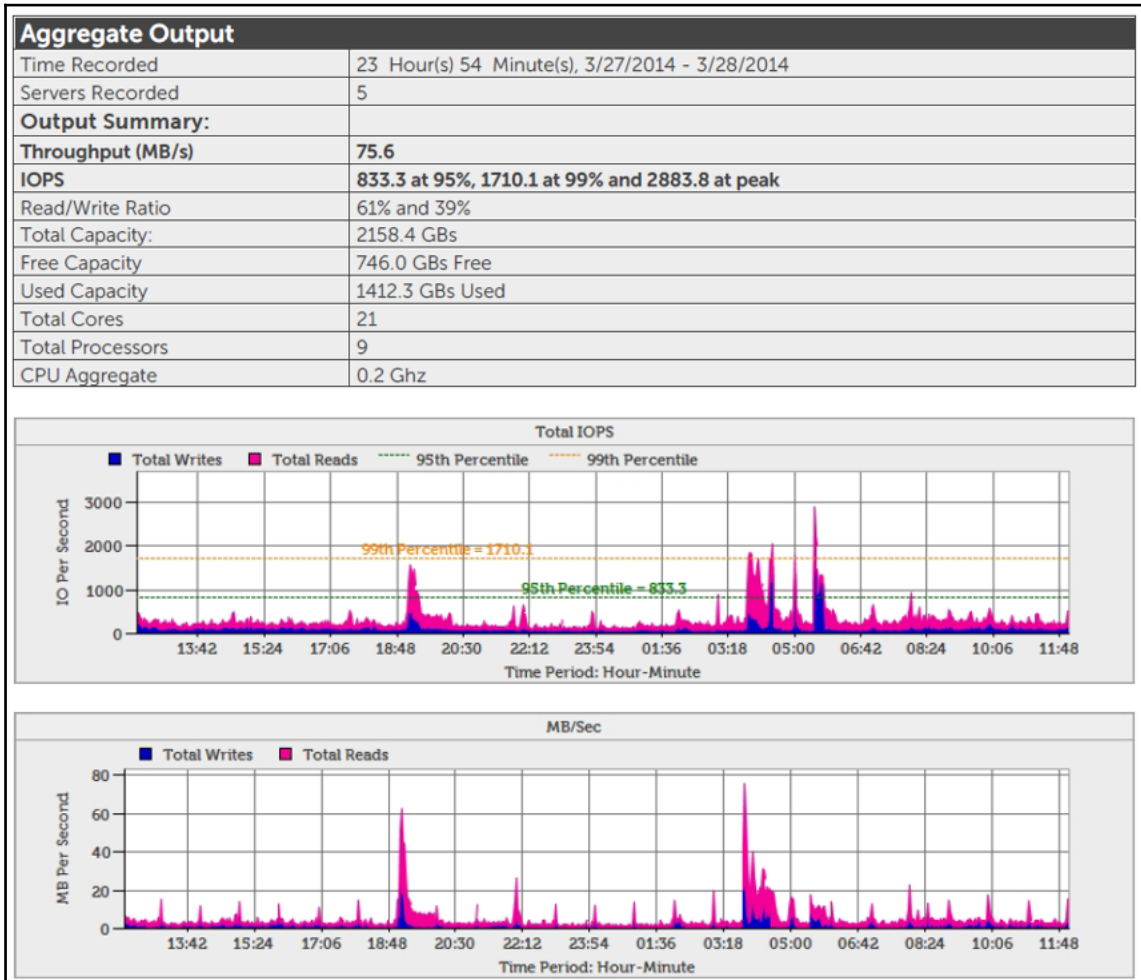 Aggregate Output
Time Recorded 23 Hour(s) 54 Minute(s), 3/27/2014 - 3/28/2014
Servers Recorded 5
Output Summary:
Throughput (MB/s) 75.6
IOPS 833.3 at 95%, 1710.1 at 99% and 2883.8 at peak
Read/Write Ratio 61% and 39%
Total Capacity: 2158.4 GBs
Free Capacity 746.0 GBs Free
Used Capacity 1412.3 GBs Used
Total Cores 21
Total Processors 9
CPU Aggregate 0.2 Ghz
Total IOPS
Total Writes Total Reads 95th Percentile 99th Percentile
IO Per Second
3000
2000
99th Percentile = 1710.1
1000
95th Percentile = 833.3
0
13:42 15:24 17:06 18:48 20:30 22:12 23:54 01:36 03:18 05:00 06:42 08:24 10:06 11:48
Time Period: Hour-Minute
MB/Sec
Total Writes Total Reads
MB Per Second
80
60
40
20
0
13:42 15:24 17:06 18:48 20:30 22:12 23:54 01:36 03:18 05:00 06:42 08:24 10:06 11:48
Time Period: Hour-Minute